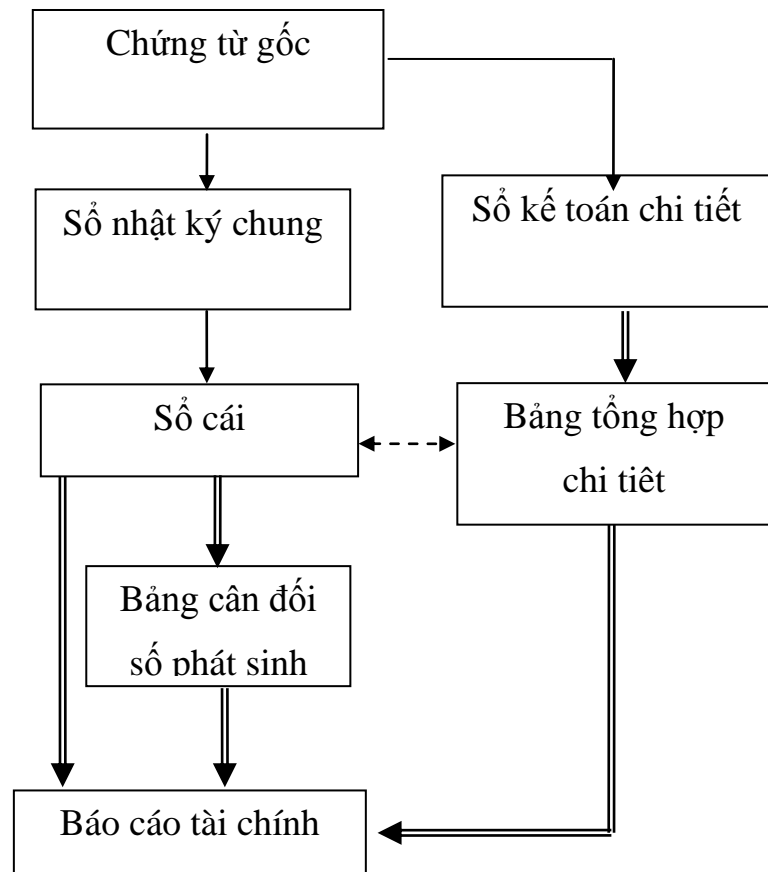 Chứng từ gốc
Sổ nhật ký chung
Sổ kế toán chi tiết
Sổ cái
Bảng tổng hợp
chi tiêt
Bảng cân đối
số phát sinh
Báo cáo tài chính